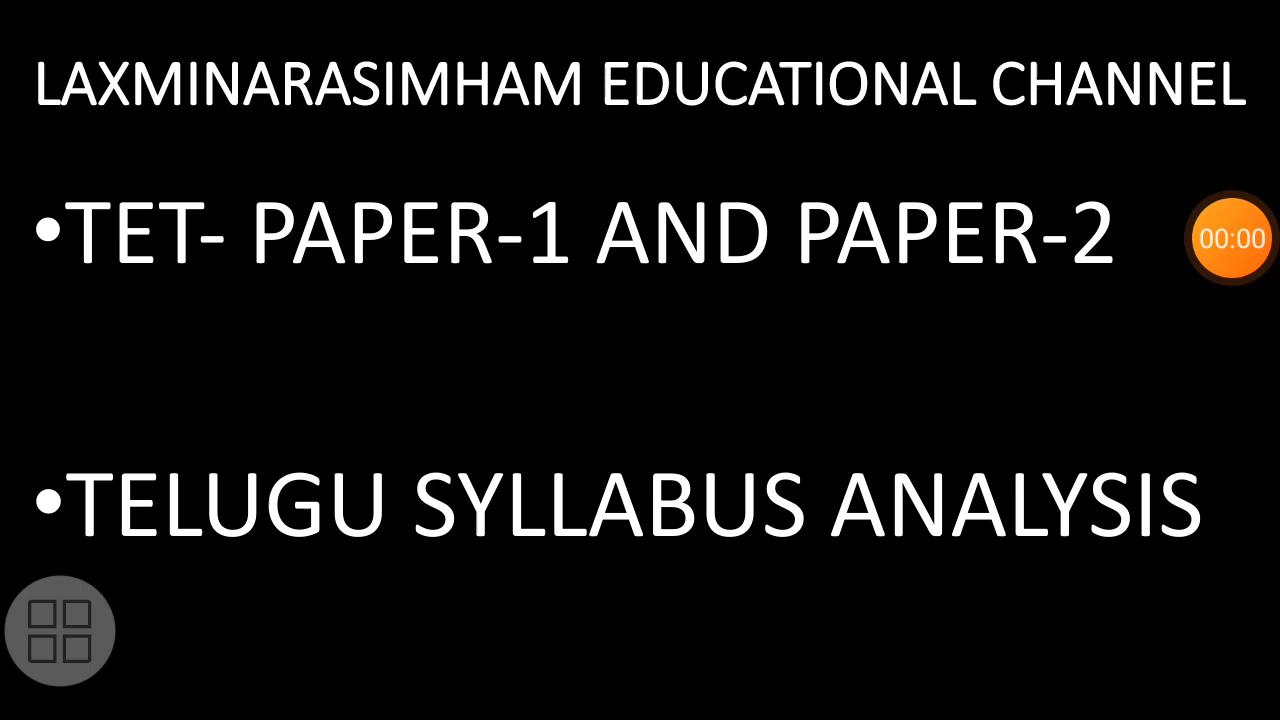 LAXMINARASIMHAM EDUCATIONAL CHANNEL
•TET- PAPER-1 AND PAPER-2
00:00
•TELUGU SYLLABUS ANALYSIS